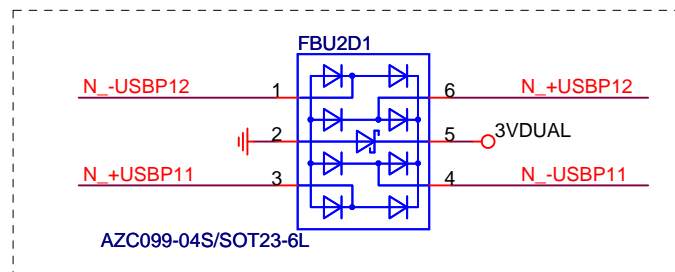 FBU2D1
N_-USBP12
1
6
N_+USBP12
2
5
3VDUAL
N_+USBP11
3
4
N_-USBP11
AZC099-04S/SOT23-6L